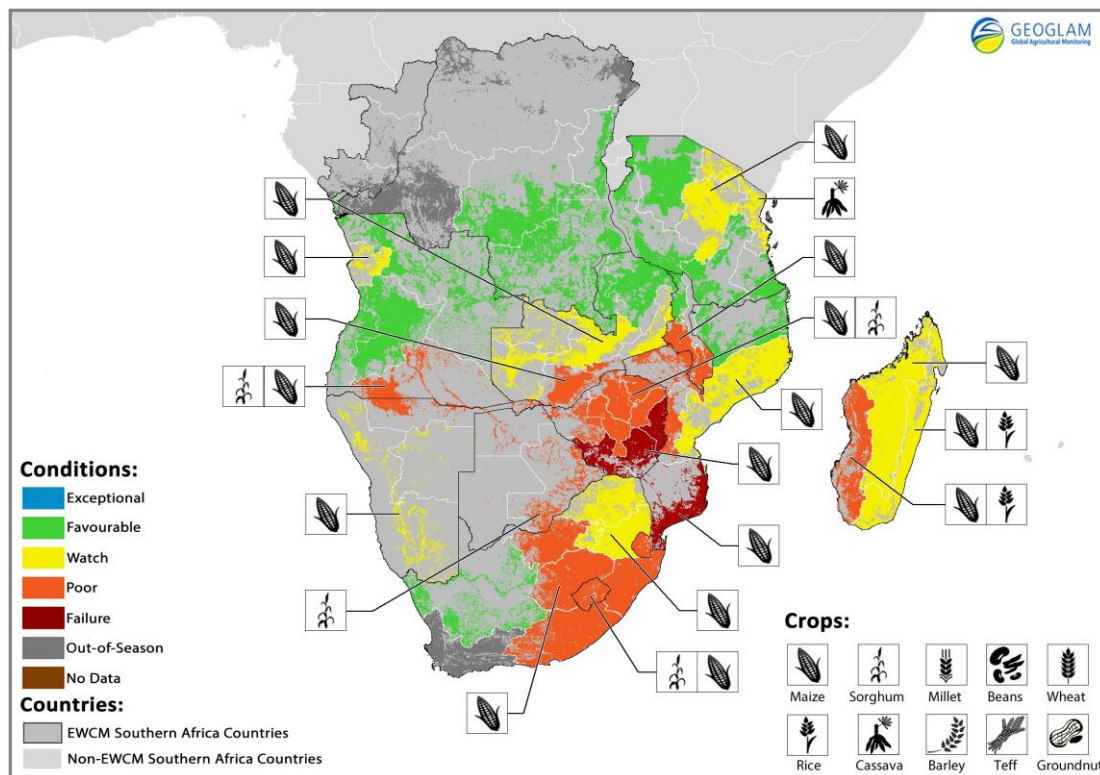 GEOGLAM
Global Agricultural Monitoring
Conditions:
Exceptional
Favourable
Watch
Poor
Failure
Out-of-Season
No Data
Countries:
EWCM Southern Africa Countries
Non-EWCM Southern Africa Countries
Crops:
Maize Sorghum Millet Beans Wheat
Rice Cassava Barley Teff Groundnut